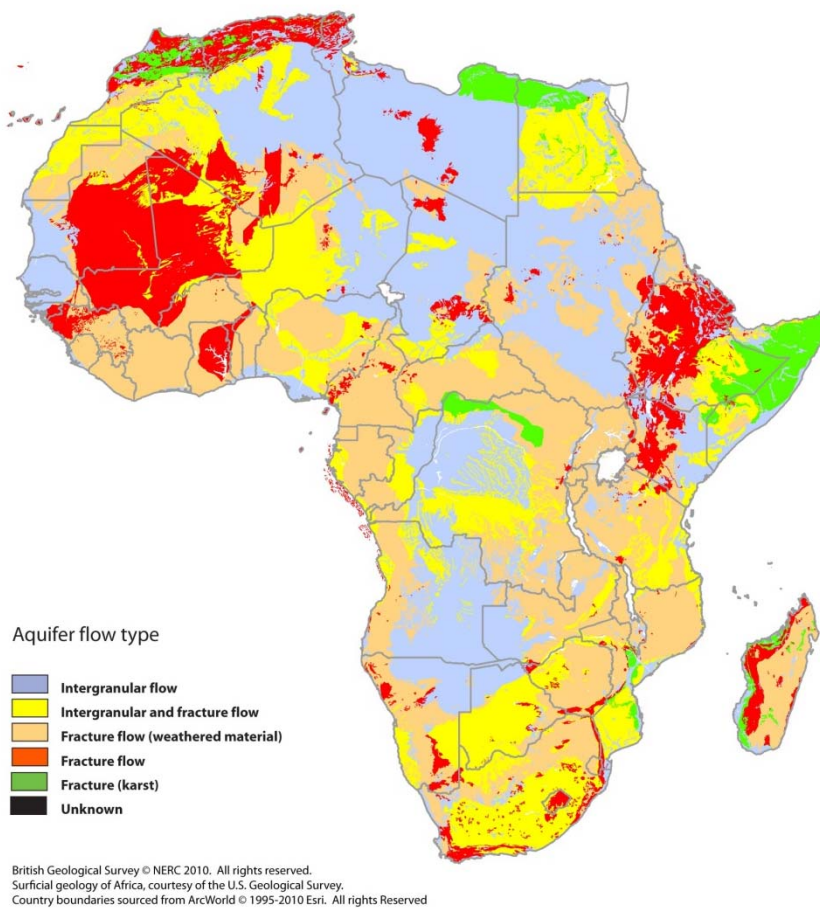 Aquifer flow type
Intergranular flow
Intergranular and fracture flow
Fracture flow (weathered material)
Fracture flow
Fracture (karst)
Unknown
British Geological Survey © NERC 2010. All rights reserved.
Surficial geology of Africa, courtesy of the U.S. Geological Survey.
Country boundaries sourced from ArcWorld © 1995-2010 Esri. All rights Reserved